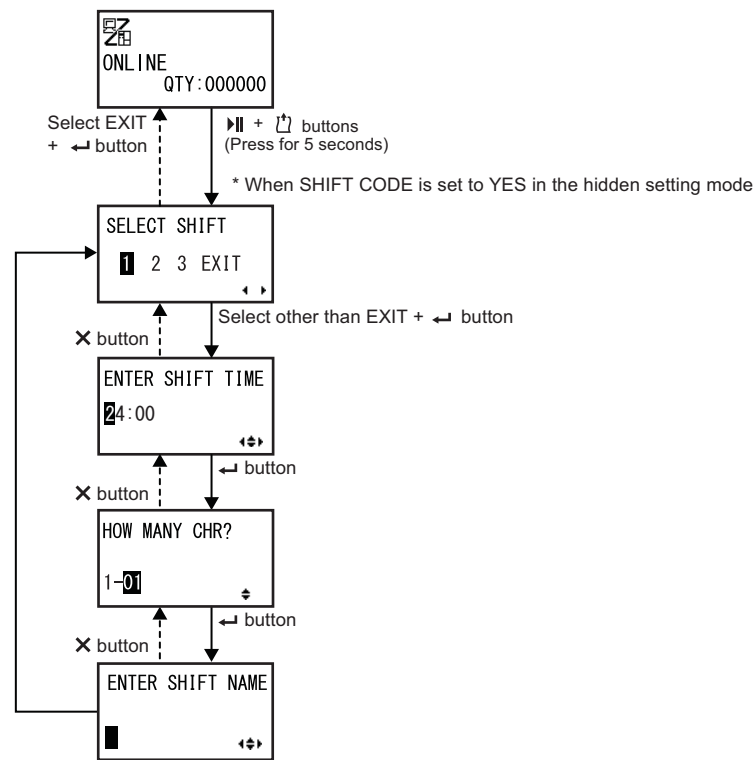 ONLINE
QTY:000000
Select EXIT
+ ↵ button
+ buttons
(Press for 5 seconds)
* When SHIFT CODE is set to YES in the hidden setting mode
SELECT SHIFT
1 2 3 EXIT
Select other than EXIT + ↵ button
✕ button
ENTER SHIFT TIME
24:00
↵ button
✕ button
HOW MANY CHR?
1-01
↵ button
✕ button
ENTER SHIFT NAME